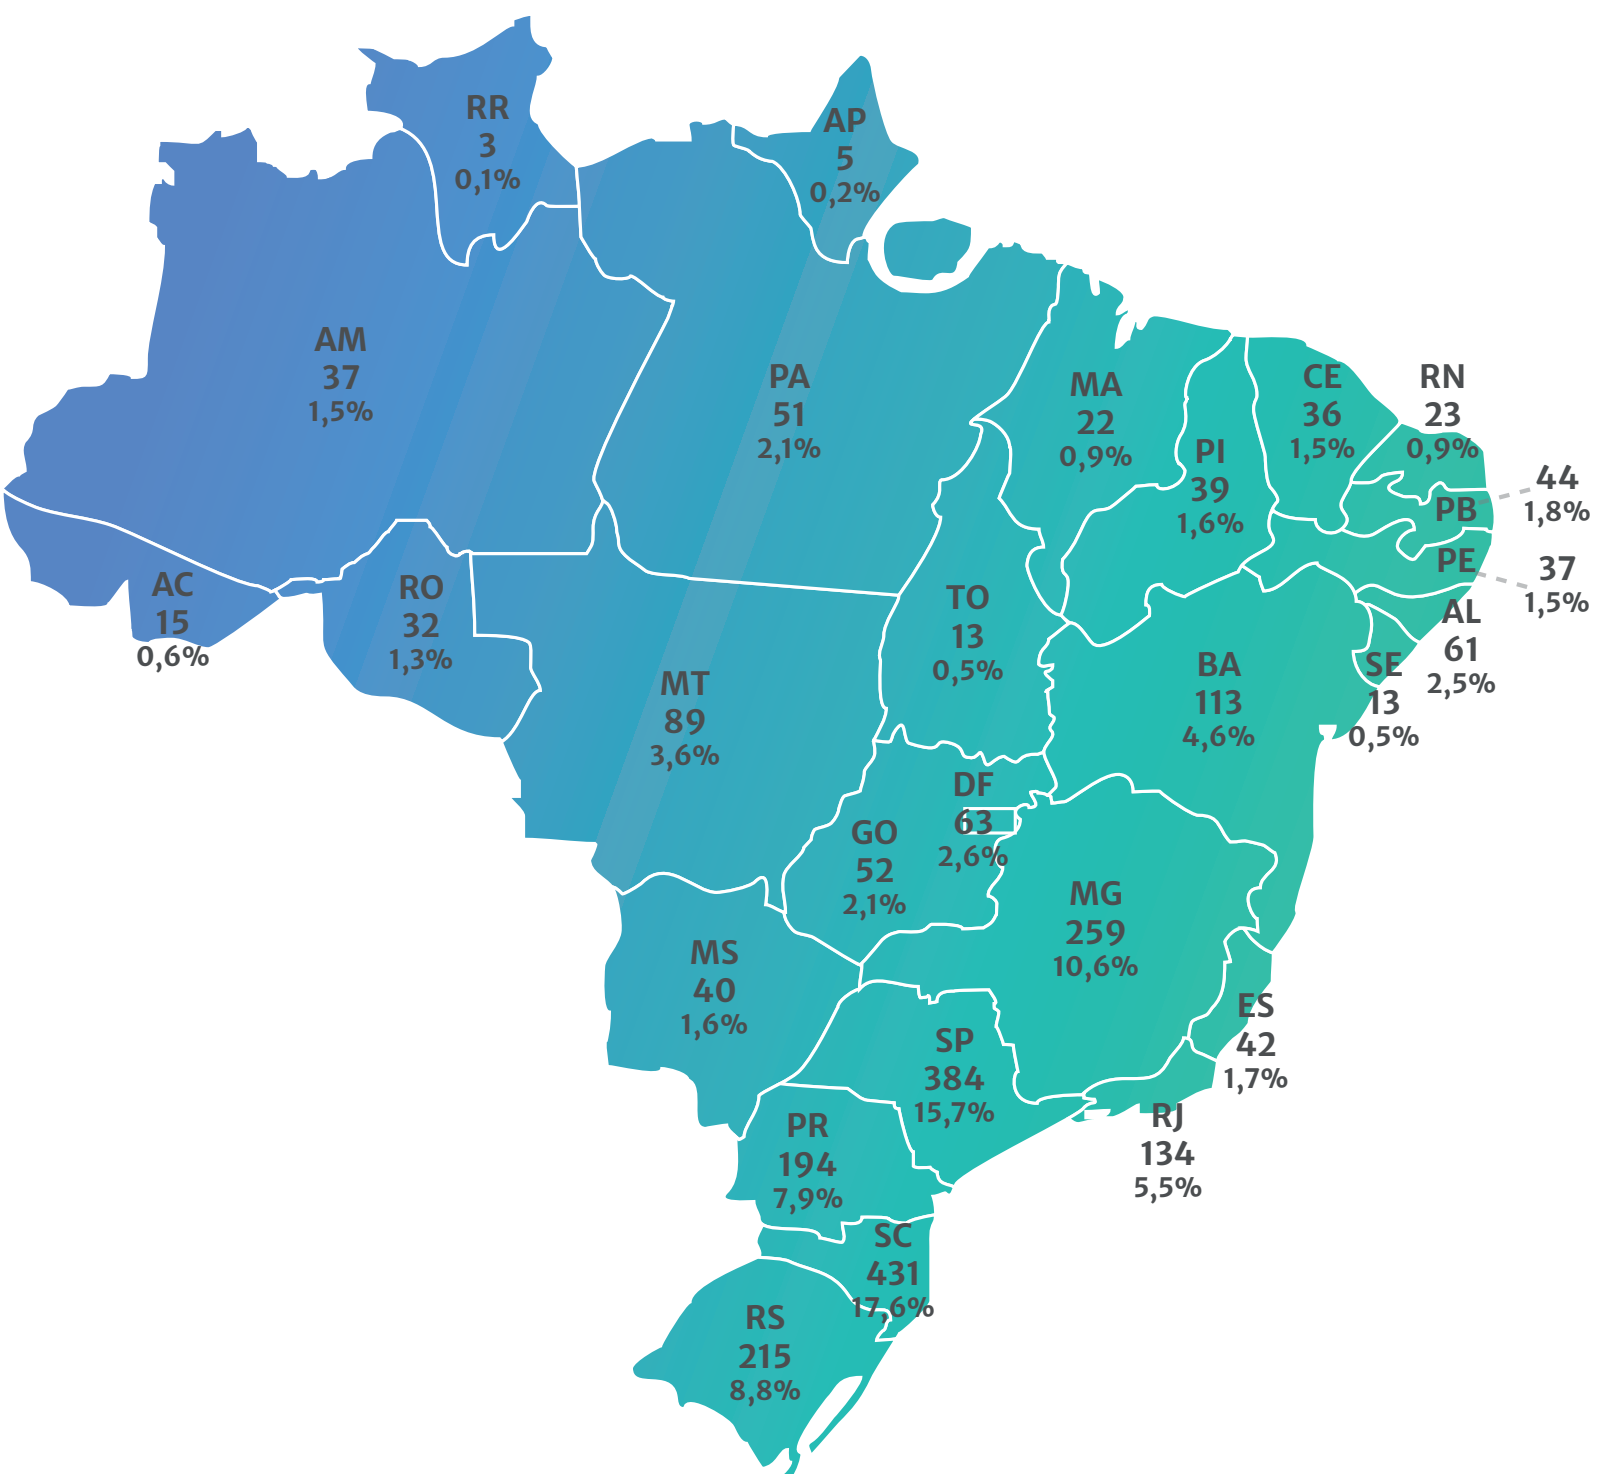 RR
3
0,1%
AP
5
0,2%
AM
37
1,5%
PA
51
2,1%
MA
22
0,9%
PI
39
1,6%
CE
36
1,5%
RN
23
0,9%
PB
44
1,8%
PE
37
1,5%
AL
61
2,5%
SE
13
0,5%
AC
15
0,6%
RO
32
1,3%
TO
13
0,5%
BA
113
4,6%
MT
89
3,6%
DF
63
2,6%
GO
52
2,1%
MG
259
10,6%
MS
40
1,6%
ES
42
1,7%
SP
384
15,7%
RJ
134
5,5%
PR
194
7,9%
SC
431
17,6%
RS
215
8,8%